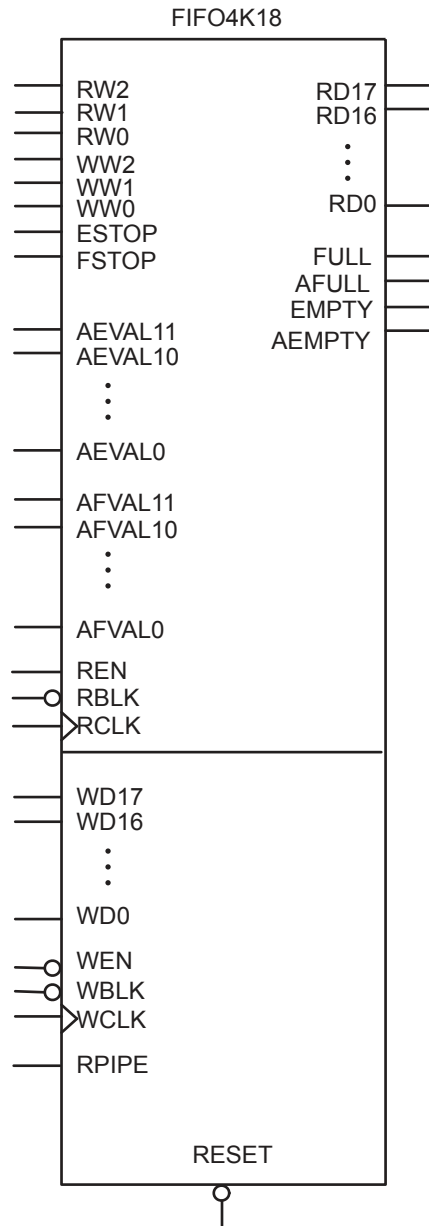 FIFO4K18
RW2
RW1
RW0
WW2
WW1
WW0
ESTOP
FSTOP
AEVAL11
AEVAL10
AEVAL0
AFVAL11
AFVAL10
AFVAL0
REN
RBLK
RCLK
RD17
RD16
RD0
FULL
AFULL
EMPTY
AEMPTY
WD17
WD16
WD0
WEN
WBLK
WCLK
RPIPE
RESET